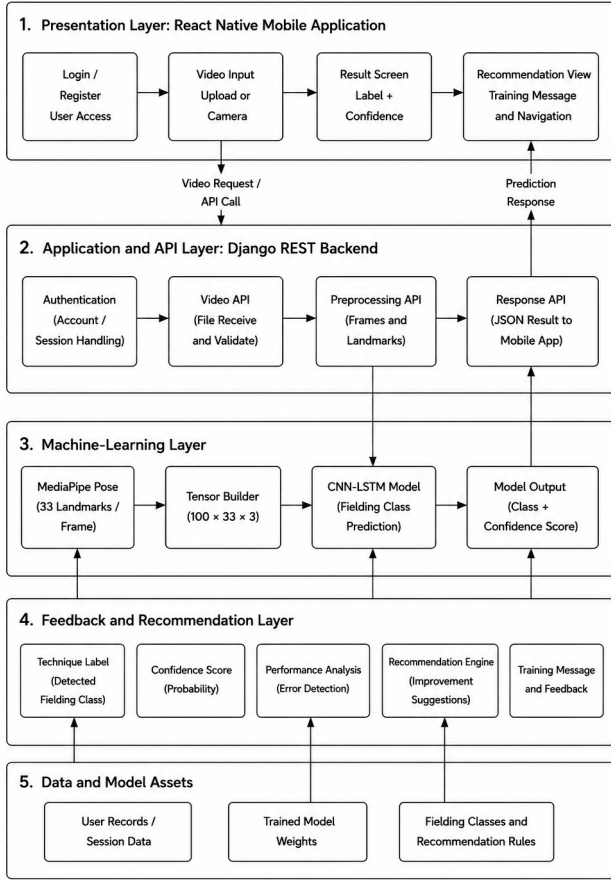 1. Presentation Layer: React Native Mobile Application
Login /
Register
User Access
Video Input
Upload or
Camera
Result Screen
Label +
Confidence
Recommendation View
Training Message
and Navigation
Video Request /
API Call
Prediction
Response
2. Application and API Layer: Django REST Backend
Authentication
(Account /
Session Handling)
Video API
(File Receive
and Validate)
Preprocessing API
(Frames and
Landmarks)
Response API
(JSON Result to
Mobile App)
3. Machine-Learning Layer
MediaPipe Pose
(33 Landmarks /
Frame)
Tensor Builder
(100 × 33 × 3)
CNN-LSTM Model
(Fielding Class
Prediction)
Model Output
(Class +
Confidence Score)
4. Feedback and Recommendation Layer
Technique Label
(Detected
Fielding Class)
Confidence Score
(Probability)
Performance Analysis
(Error Detection)
Recommendation Engine
(Improvement
Suggestions)
Training Message
and Feedback
5. Data and Model Assets
User Records /
Session Data
Trained Model
Weights
Fielding Classes and
Recommendation Rules